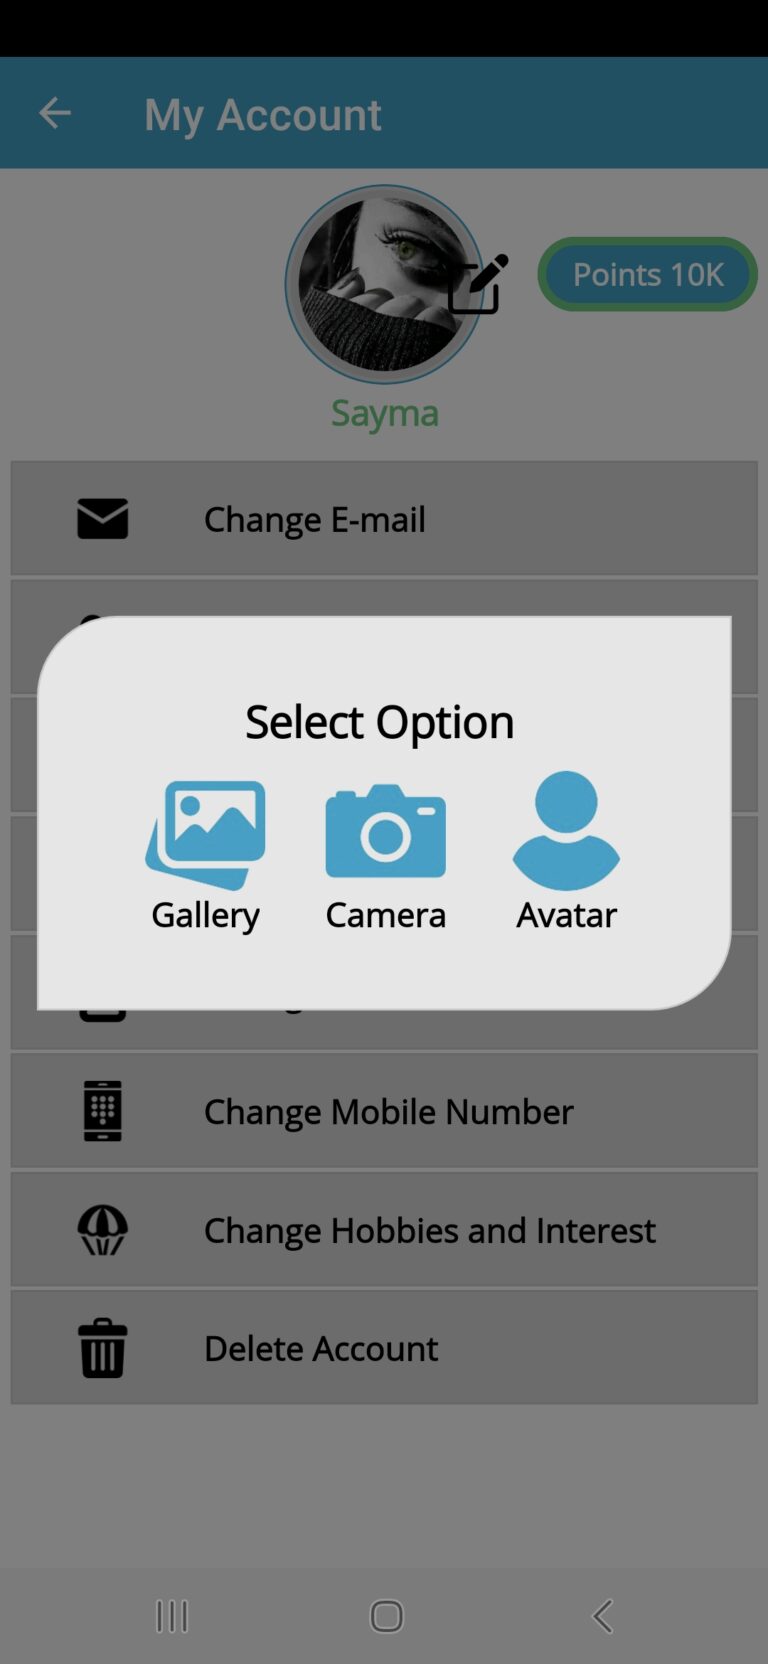 My Account
Points 10K
Sayma
Change E-mail
Select Option
Gallery
Camera
Avatar
Change Mobile Number
Change Hobbies and Interest
Delete Account